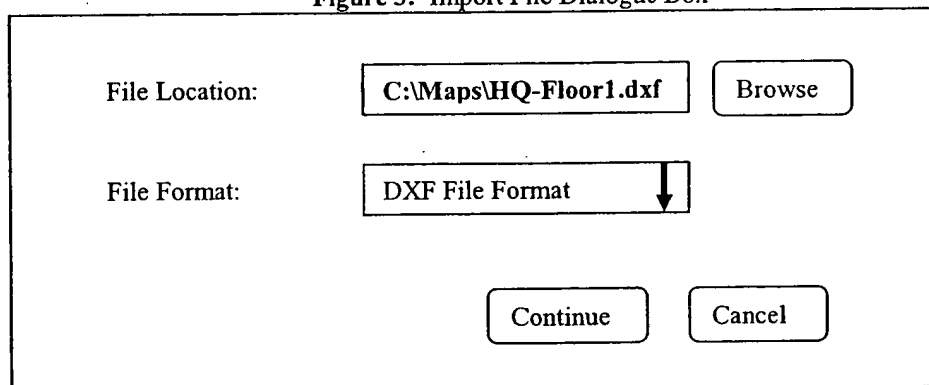 Figure 3. Import File Dialogue Box
File Location: C:\Maps\HQ-Floor1.dxf Browse
File Format: DXF File Format
Continue Cancel